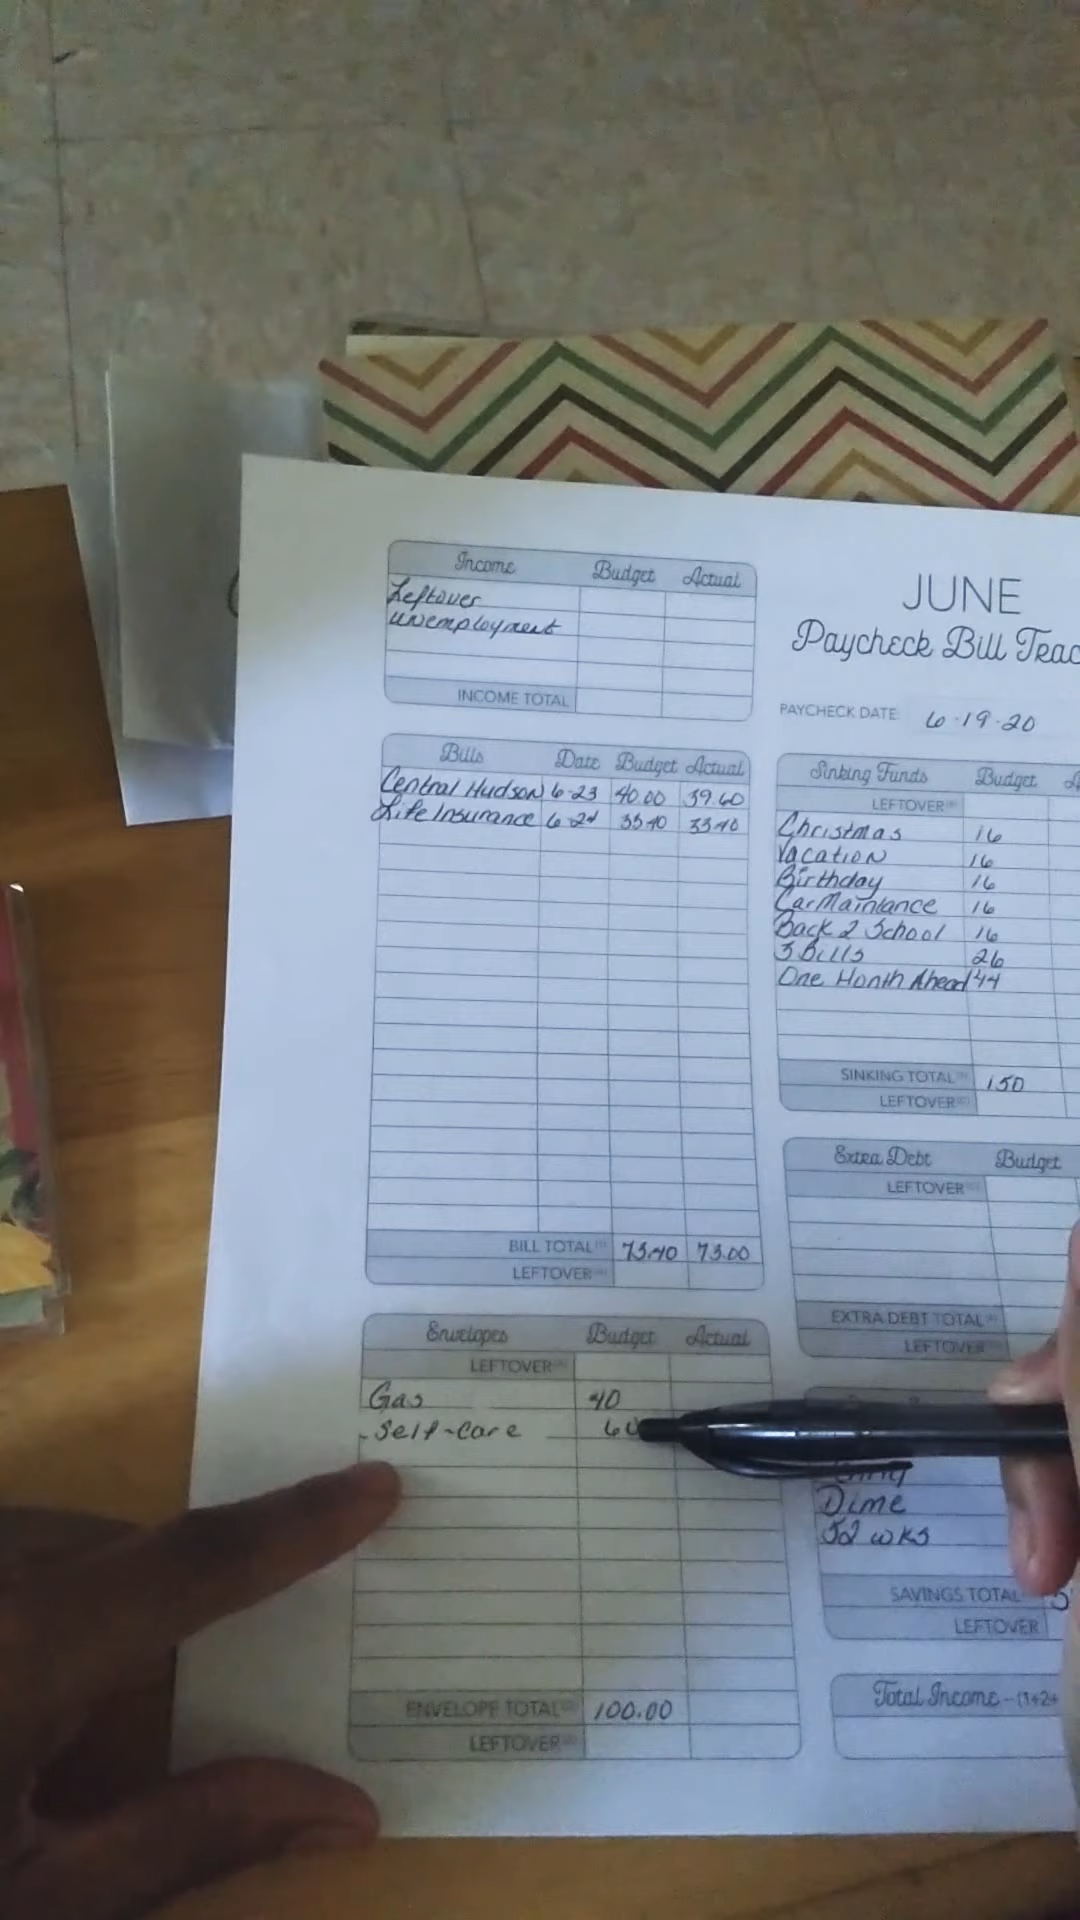 Income Budget Actual
Leftover
unemployment
INCOME TOTAL
JUNE
Paycheck Bill
PAYCHECK DATE: 6-19-20
Bills Date Budget Actual
Central Hudson 6-23 40.00 39.60
Life Insurance 6-24 33.40 33.40
BILL TOTAL 73.40 73.00
LEFTOVER
Sinking Funds Budget
LEFTOVER
Christmas 16
Vacation 16
Birthday 16
Car Maintance 16
Back 2 School 16
3 Bills 26
One Month Ahead 44
SINKING TOTAL 150
LEFTOVER
Extra Debt Budget
LEFTOVER
EXTRA DEBT TOTAL
LEFTOVER
Envelopes Budget Actual
LEFTOVER
Gas 40
Self-care
ENVELOPE TOTAL 100.00
LEFTOVER
Dime
52 wks
SAVINGS TOTAL
LEFTOVER
Total Income - (1+2+